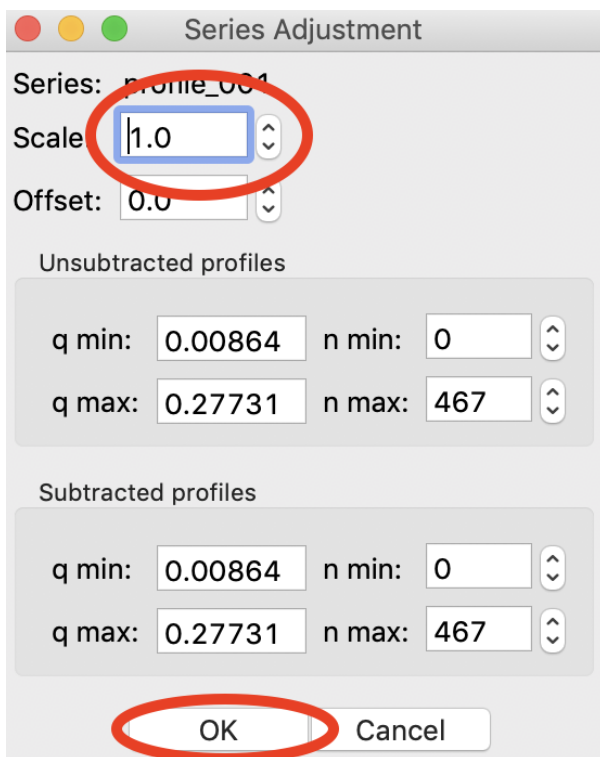 Series Adjustment
Series: profile_001
Scale: 1.0
Offset: 0.0
Unsubtracted profiles
q min: 0.00864 n min: 0
q max: 0.27731 n max: 467
Subtracted profiles
q min: 0.00864 n min: 0
q max: 0.27731 n max: 467
OK Cancel